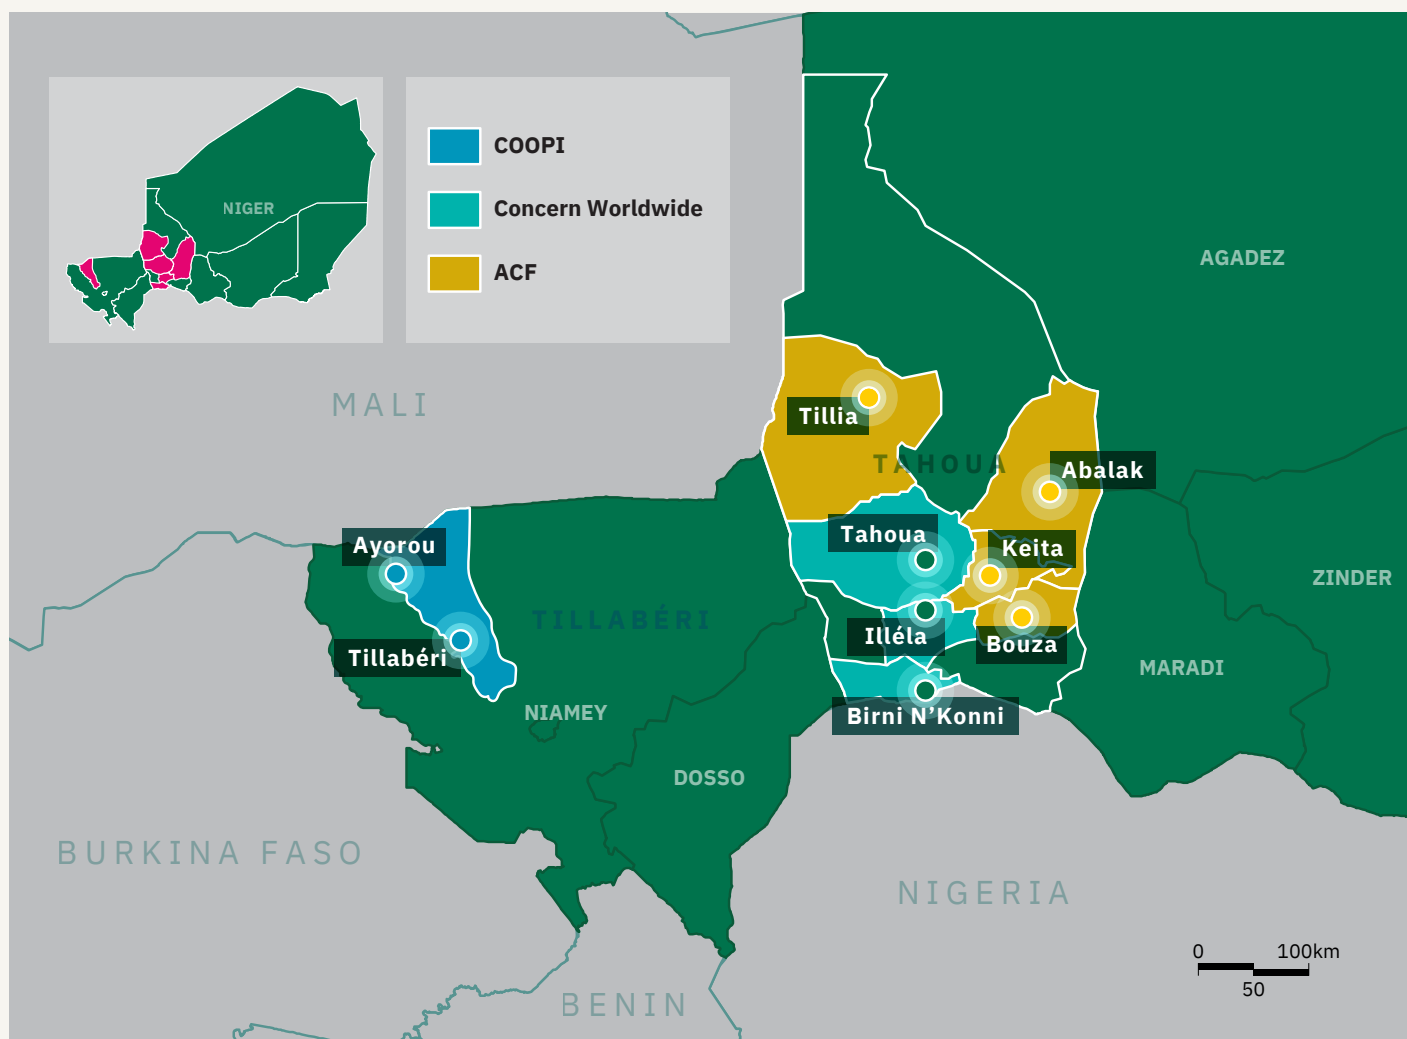 COOPI
Concern Worldwide
ACF
NIGER
AGADEZ
MALI
Tillia
TAHOUA
Abalak
Tahoua
Keita
Ayorou
ZINDER
TILLABÉRI
Illéla
Bouza
Tillabéri
MARADI
NIAMEY
Birni N’Konni
DOSSO
BURKINA FASO
NIGERIA
0 100km
50
BENIN